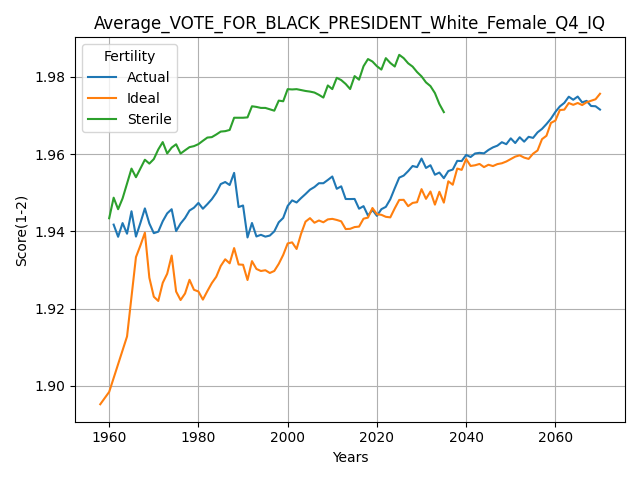 Average_VOTE_FOR_BLACK_PRESIDENT_White_Female_Q4_IQ
Fertility
Actual
Ideal
Sterile
Score(1-2)
1.98
1.96
1.94
1.92
1.90
1960 1980 2000 2020 2040 2060
Years